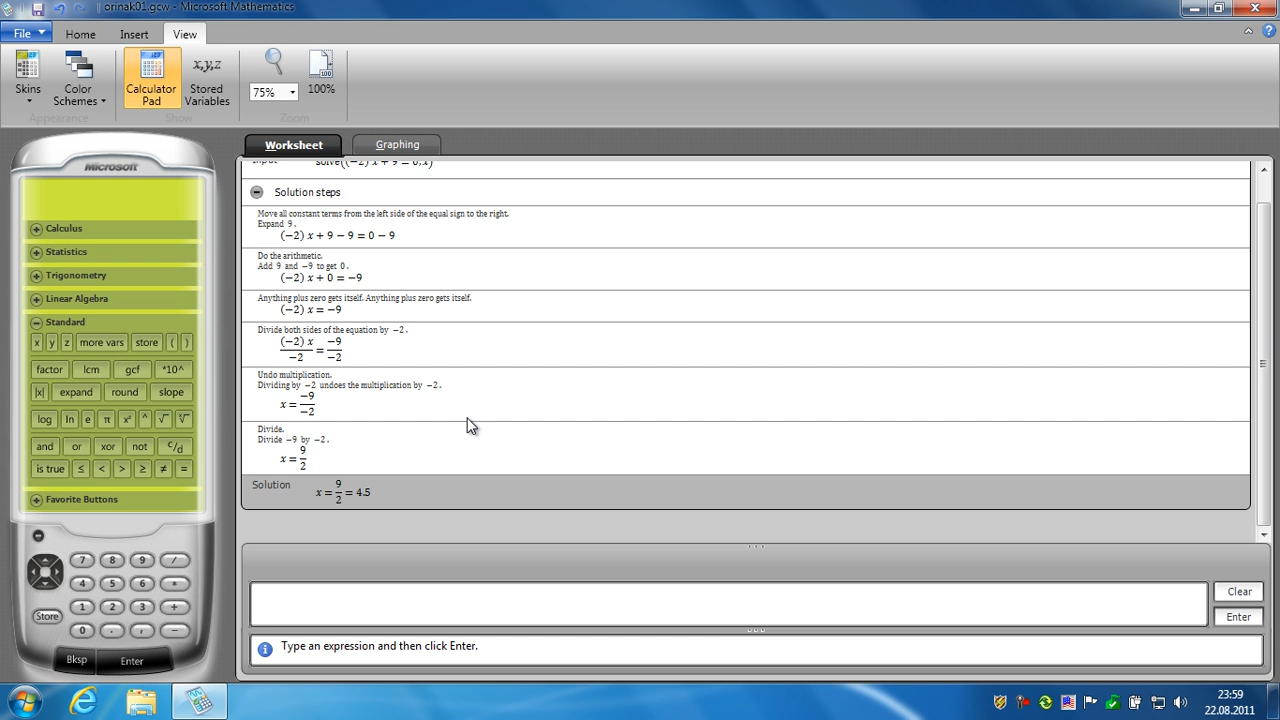 orinak01.gcw - Microsoft Mathematics
File Home Insert View
Skins Color Schemes Calculator Pad x,y,z Stored Variables 75% 100%
Appearance Show Zoom
Worksheet Graphing
Microsoft
Calculus
Statistics
Trigonometry
Linear Algebra
Standard
x y z more vars store ( )
factor lcm gcf *10^
|x| expand round slope
log ln e π x² ^ √ ∛
and or xor not c/d
is true ≤ < > ≥ ≠ =
Favorite Buttons
7 8 9 /
4 5 6 *
Store 1 2 3 +
0 . , −
Bksp Enter
Input solve((−2) x + 9 = 0,x)
Solution steps
Move all constant terms from the left side of the equal sign to the right.
Expand 9.
(−2) x + 9 − 9 = 0 − 9
Do the arithmetic.
Add 9 and −9 to get 0.
(−2) x + 0 = −9
Anything plus zero gets itself. Anything plus zero gets itself.
(−2) x = −9
Divide both sides of the equation by −2.
(−2) x / −2 = −9 / −2
Undo multiplication.
Dividing by −2 undoes the multiplication by −2.
x = −9 / −2
Divide.
Divide −9 by −2.
x = 9 / 2
Solution x = 9 / 2 = 4.5
Clear
Enter
Type an expression and then click Enter.
23:59
22.08.2011